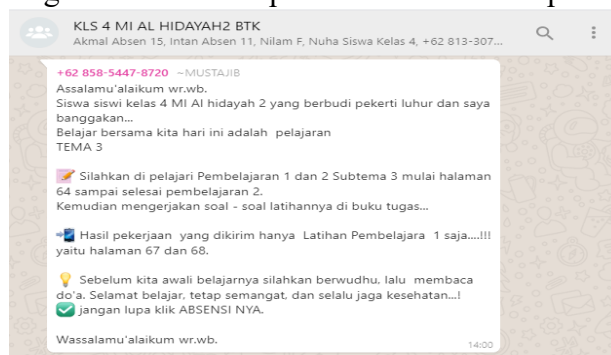 KLS 4 MI AL HIDAYAH2 BTK
Akmal Absen 15, Intan Absen 11, Nilam F, Nuha Siswa Kelas 4, +62 813-307...
+62 858-5447-8720 ~MUSTAJIB
Assalamu'alaikum wr.wb.
Siswa siswi kelas 4 MI Al hidayah 2 yang berbudi pekerti luhur dan saya
banggakan...
Belajar bersama kita hari ini adalah pelajaran
TEMA 3
Silahkan di pelajari Pembelajaran 1 dan 2 Subtema 3 mulai halaman
64 sampai selesai pembelajaran 2.
Kemudian mengerjakan soal - soal latihannya di buku tugas...
Hasil pekerjaan yang dikirim hanya Latihan Pembelajara 1 saja....!!!
yaitu halaman 67 dan 68.
Sebelum kita awali belajarnya silahkan berwudhu, lalu membaca
do'a. Selamat belajar, tetap semangat, dan selalu jaga kesehatan...!
jangan lupa klik ABSENSI NYA.
Wassalamu'alaikum wr.wb.
14:00